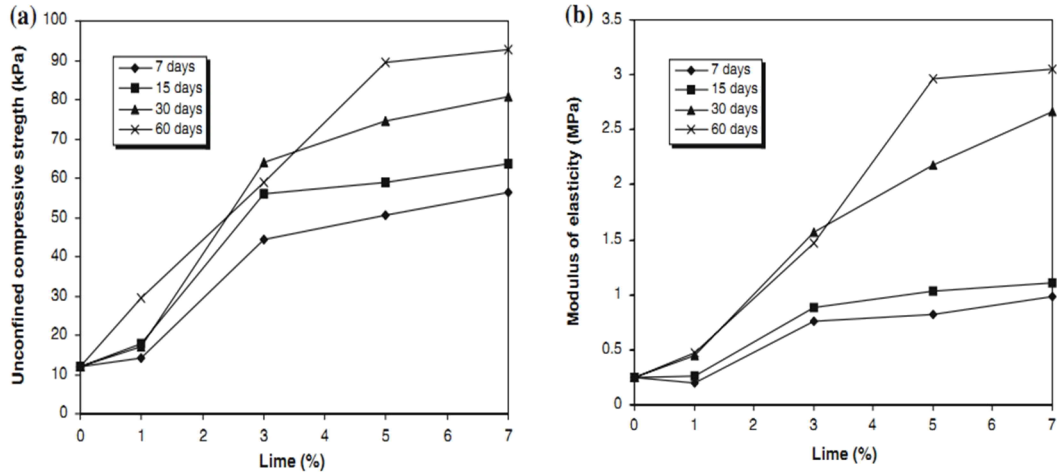 (a)
Unconfined compressive stregth (kPa)
100
90
80
70
60
50
40
30
20
10
0
7 days
15 days
30 days
60 days
0 1 2 3 4 5 6 7
Lime (%)
(b)
Modulus of elasticity (MPa)
3.5
3
2.5
2
1.5
1
0.5
0
7 days
15 days
30 days
60 days
0 1 2 3 4 5 6 7
Lime (%)